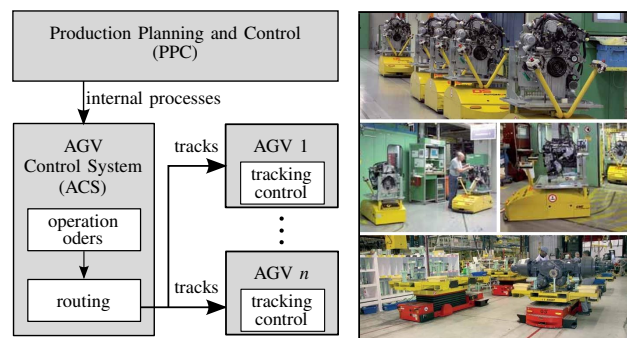 Production Planning and Control
(PPC)
internal processes
AGV
Control System
(ACS)
operation
oders
routing
tracks
AGV 1
tracking
control
tracks
AGV n
tracking
control